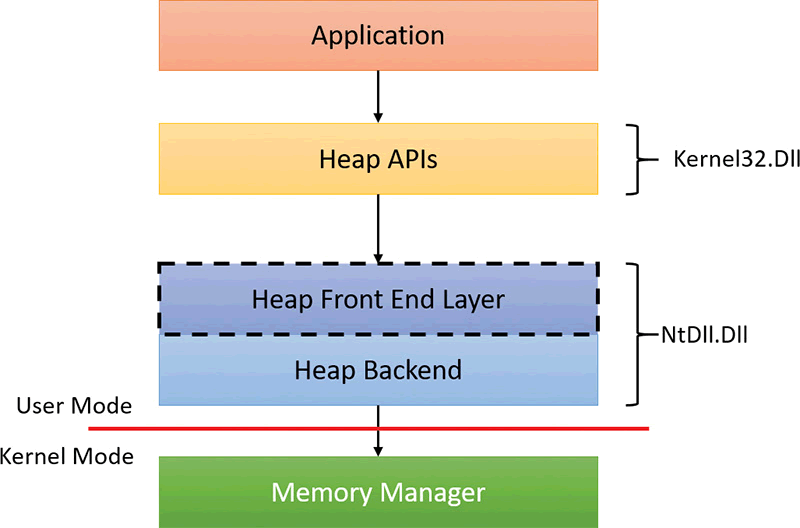 Application
Heap APIs
Kernel32.Dll
Heap Front End Layer
NtDll.Dll
Heap Backend
User Mode
Kernel Mode
Memory Manager